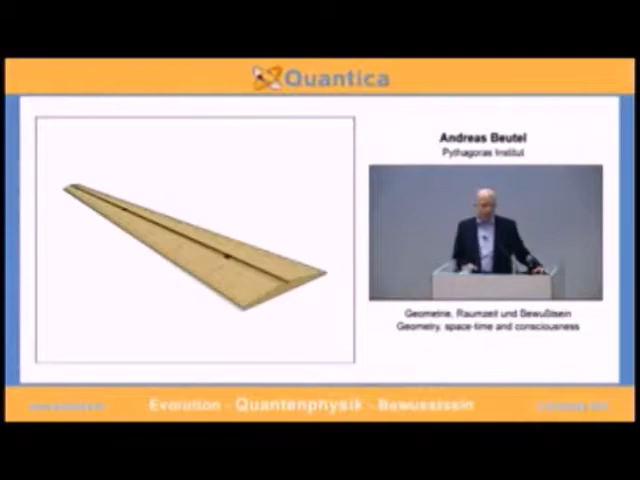 Quantica
Andreas Beutel
Pythagoras Institut
Geometrie, Raumzeit und Bewußtsein
Geometry, space-time and consciousness
Evolution - Quantenphysik - Bewusstsein